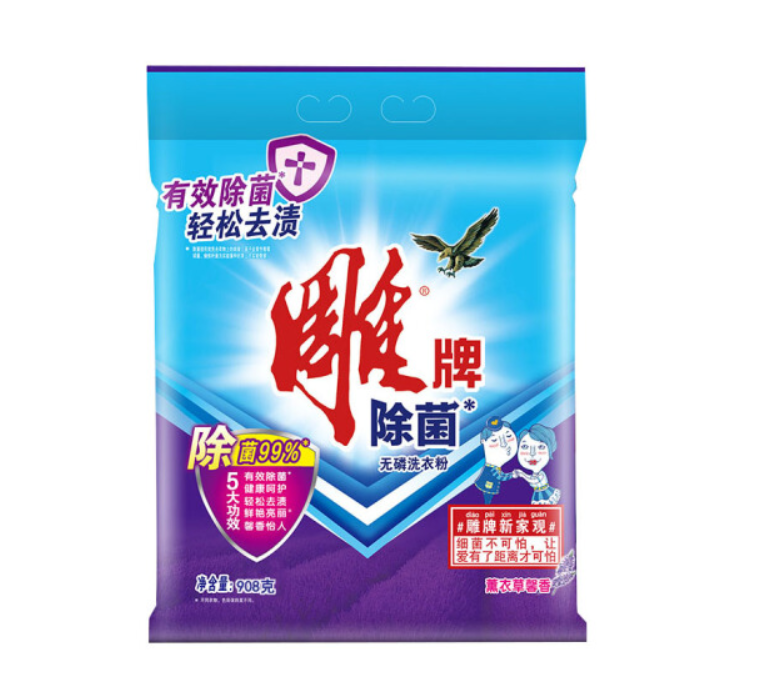 有效除菌*
轻松去渍
雕®
牌
除菌*
无磷洗衣粉
除菌99%*
5大功效
有效除菌*
健康呵护
轻松去渍
鲜艳亮丽*
馨香怡人
diāo pái xīn jiā guān
#雕牌新家观#
细菌不可怕，让
爱有了距离才可怕
净含量:908克
薰衣草馨香